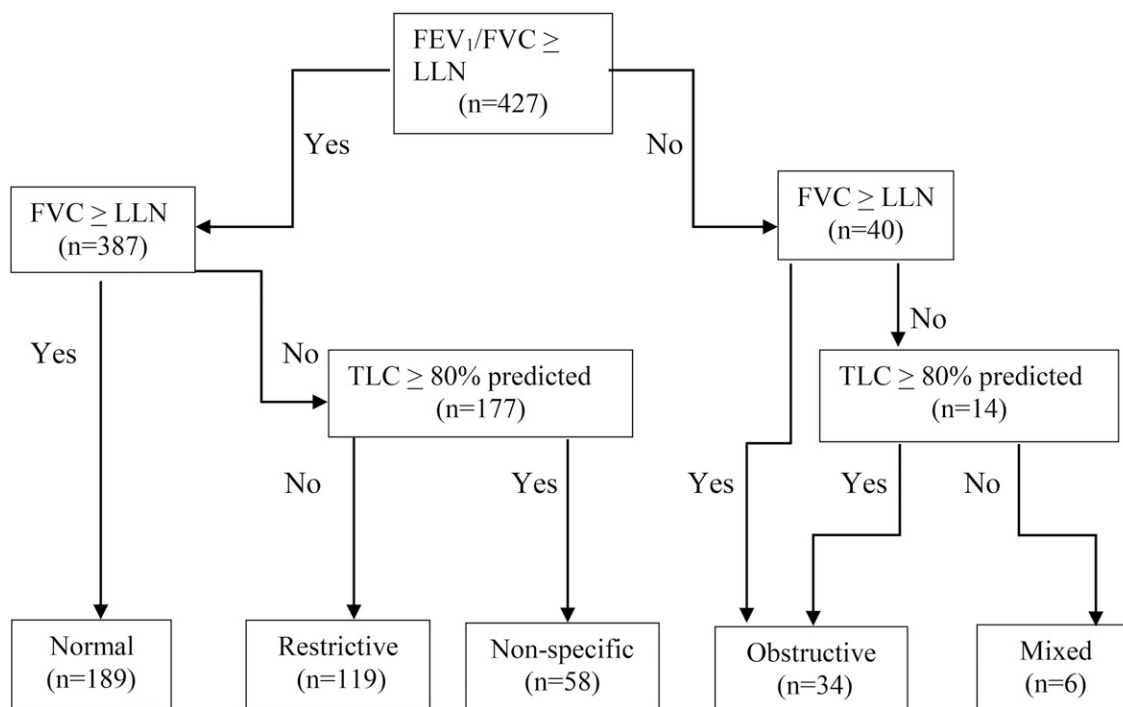 FEV₁/FVC ≥
LLN
(n=427)
Yes
No
FVC ≥ LLN
(n=387)
FVC ≥ LLN
(n=40)
Yes
No
No
TLC ≥ 80% predicted
(n=177)
TLC ≥ 80% predicted
(n=14)
No
Yes
Yes
Yes
No
Normal
(n=189)
Restrictive
(n=119)
Non-specific
(n=58)
Obstructive
(n=34)
Mixed
(n=6)